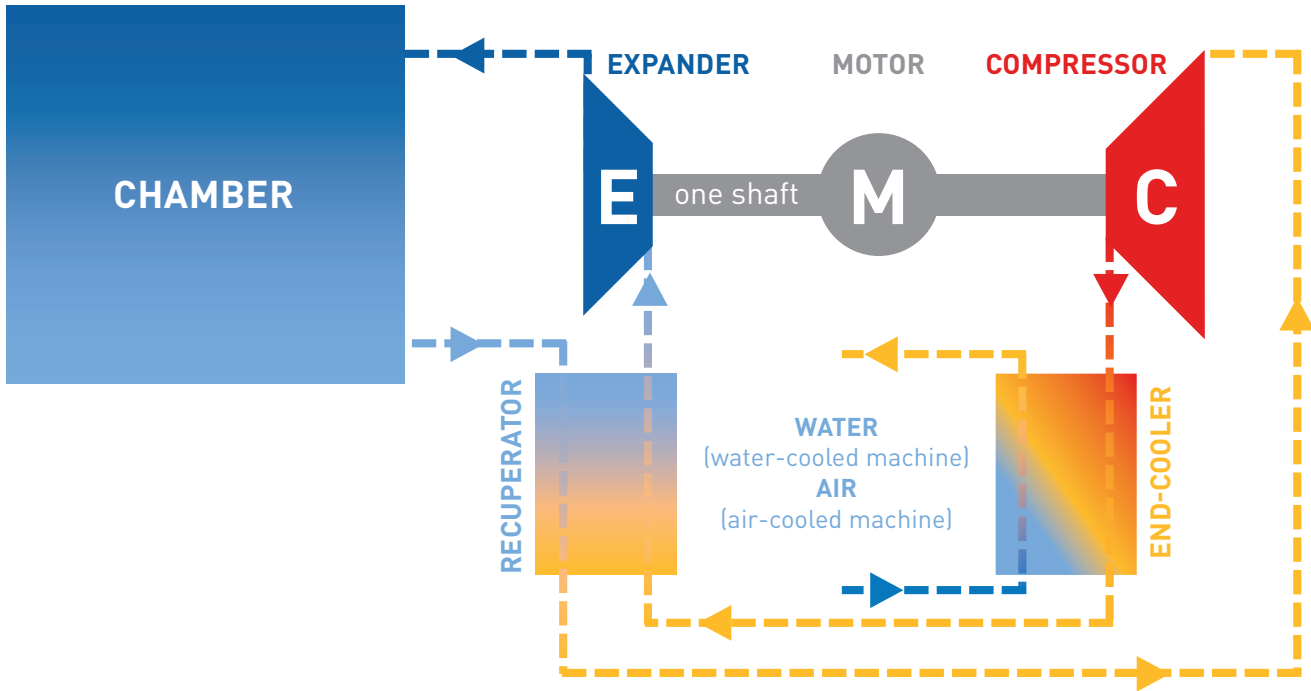 EXPANDER
MOTOR
COMPRESSOR
CHAMBER
E
one shaft
M
C
RECUPERATOR
WATER
(water-cooled machine)
AIR
(air-cooled machine)
END-COOLER